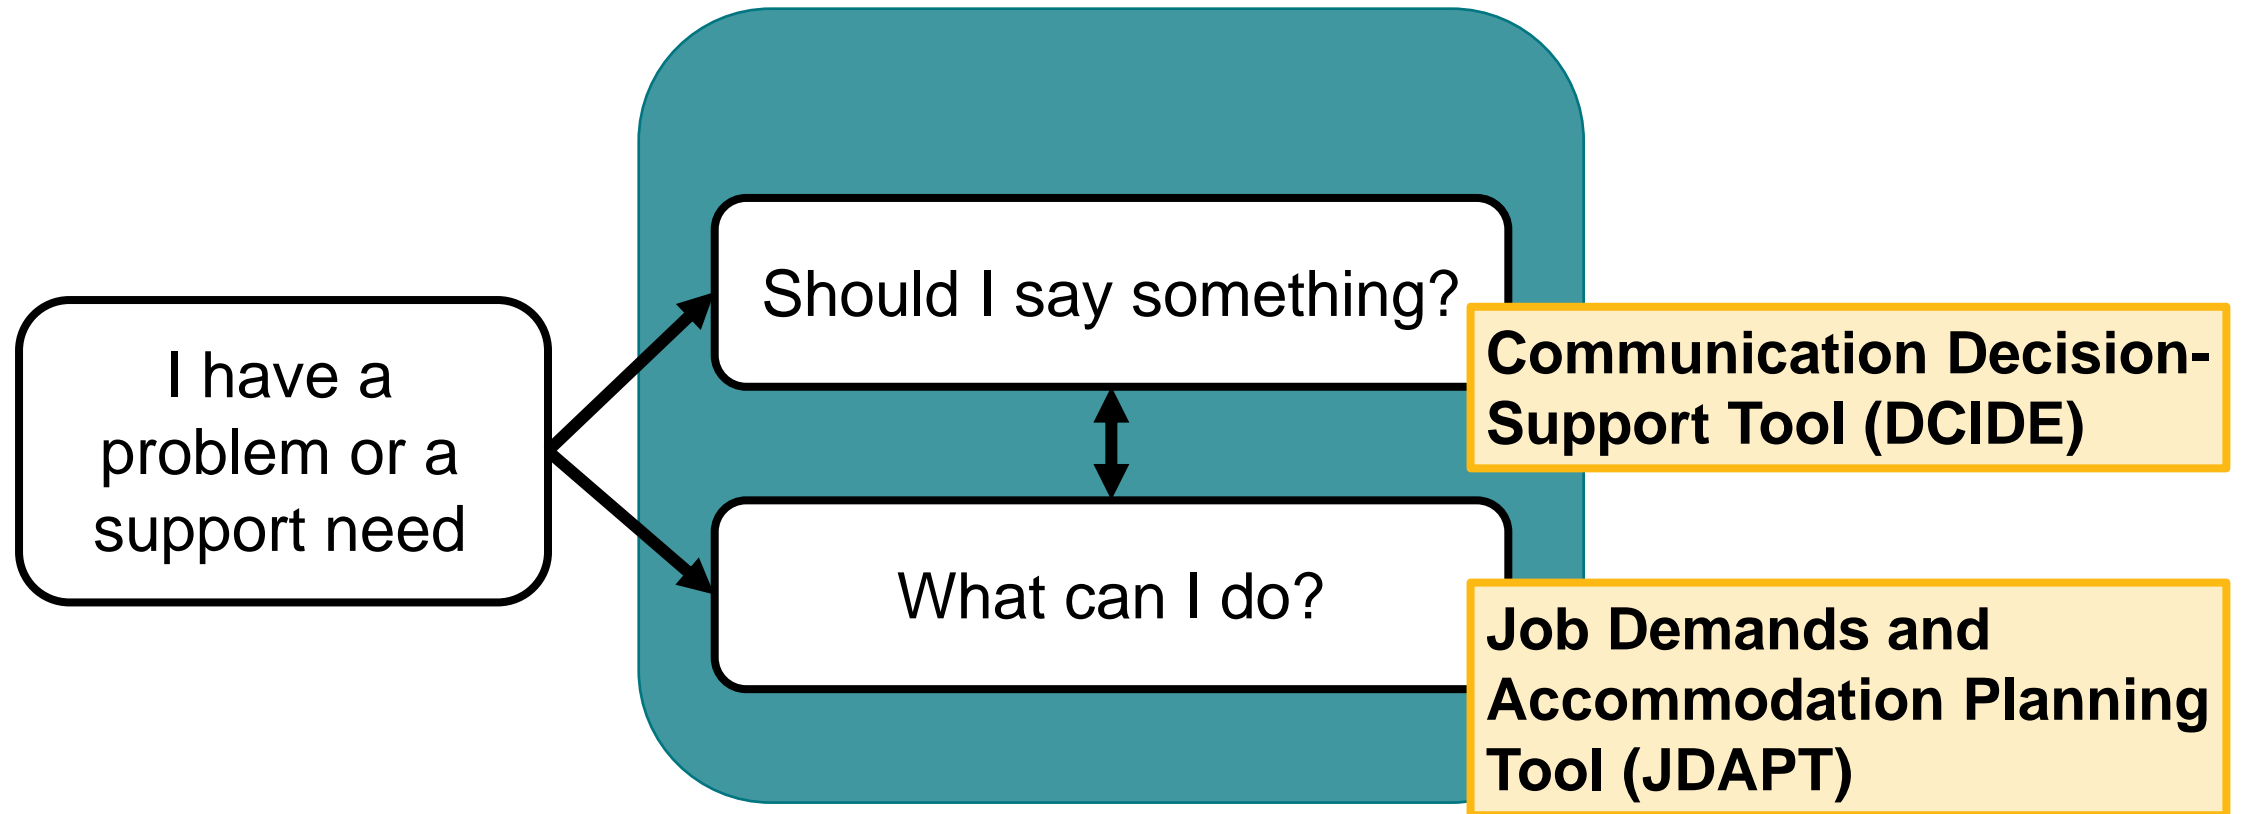 I have a
problem or a
support need
Should I say something?
Communication Decision-
Support Tool (DCIDE)
What can I do?
Job Demands and
Accommodation Planning
Tool (JDAPT)